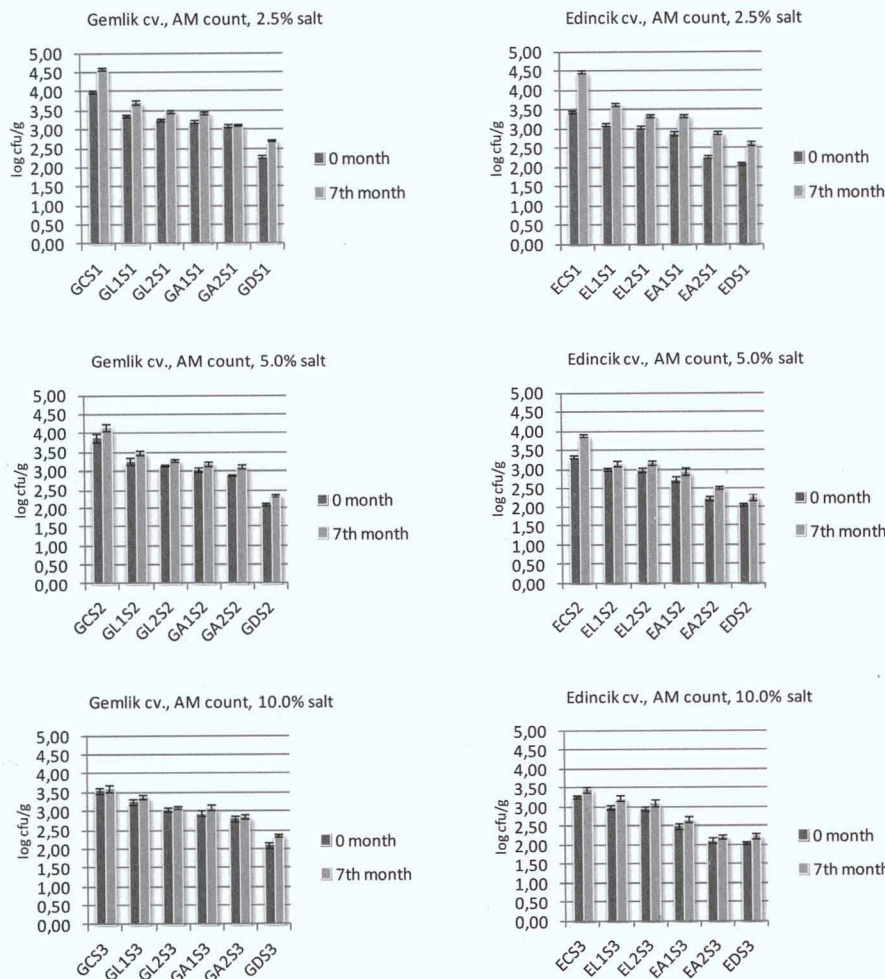 Gemlik cv., AM count, 2.5% salt
log cfu/g
5,00
4,50
4,00
3,50
3,00
2,50
2,00
1,50
1,00
0,50
0,00
GCS1
GL1S1
GL2S1
GA1S1
GA2S1
GDS1
0 month
7th month
Edincik cv., AM count, 2.5% salt
log cfu/g
5,00
4,50
4,00
3,50
3,00
2,50
2,00
1,50
1,00
0,50
0,00
ECS1
EL1S1
EL2S1
EA1S1
EA2S1
EDS1
0 month
7th month
Gemlik cv., AM count, 5.0% salt
log cfu/g
5,00
4,50
4,00
3,50
3,00
2,50
2,00
1,50
1,00
0,50
0,00
GCS2
GL1S2
GL2S2
GA1S2
GA2S2
GDS2
0 month
7th month
Edincik cv., AM count, 5.0% salt
log cfu/g
5,00
4,50
4,00
3,50
3,00
2,50
2,00
1,50
1,00
0,50
0,00
ECS2
EL1S2
EL2S2
EA1S2
EA2S2
EDS2
0 month
7th month
Gemlik cv., AM count, 10.0% salt
log cfu/g
5,00
4,50
4,00
3,50
3,00
2,50
2,00
1,50
1,00
0,50
0,00
GCS3
GL1S3
GL2S3
GA1S3
GA2S3
GDS3
0 month
7th month
Edincik cv., AM count, 10.0% salt
log cfu/g
5,00
4,50
4,00
3,50
3,00
2,50
2,00
1,50
1,00
0,50
0,00
ECS3
EL1S3
EL2S3
EA1S3
EA2S3
EDS3
0 month
7th month